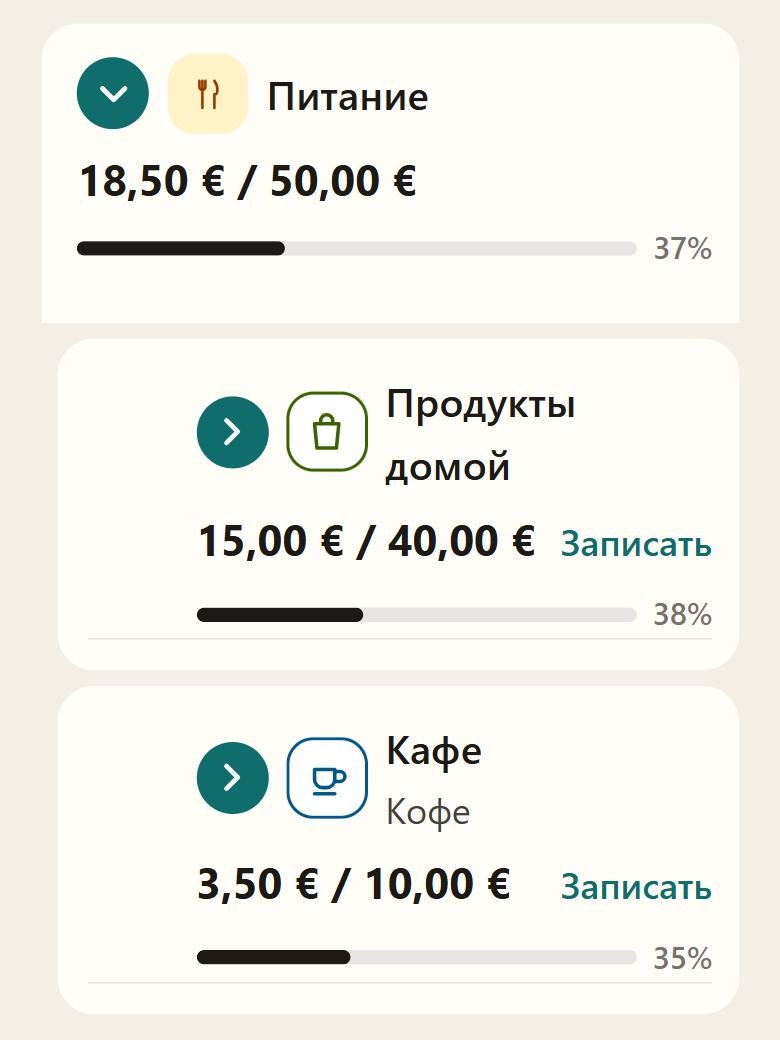 Питание
18,50 € / 50,00 €
37%
Продукты
домой
15,00 € / 40,00 € Записать
38%
Кафе
Кофе
3,50 € / 10,00 € Записать
35%